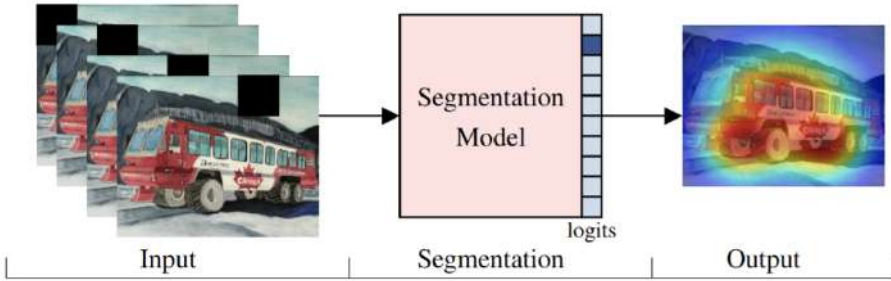 Segmentation
Model
logits
Input
Segmentation
Output